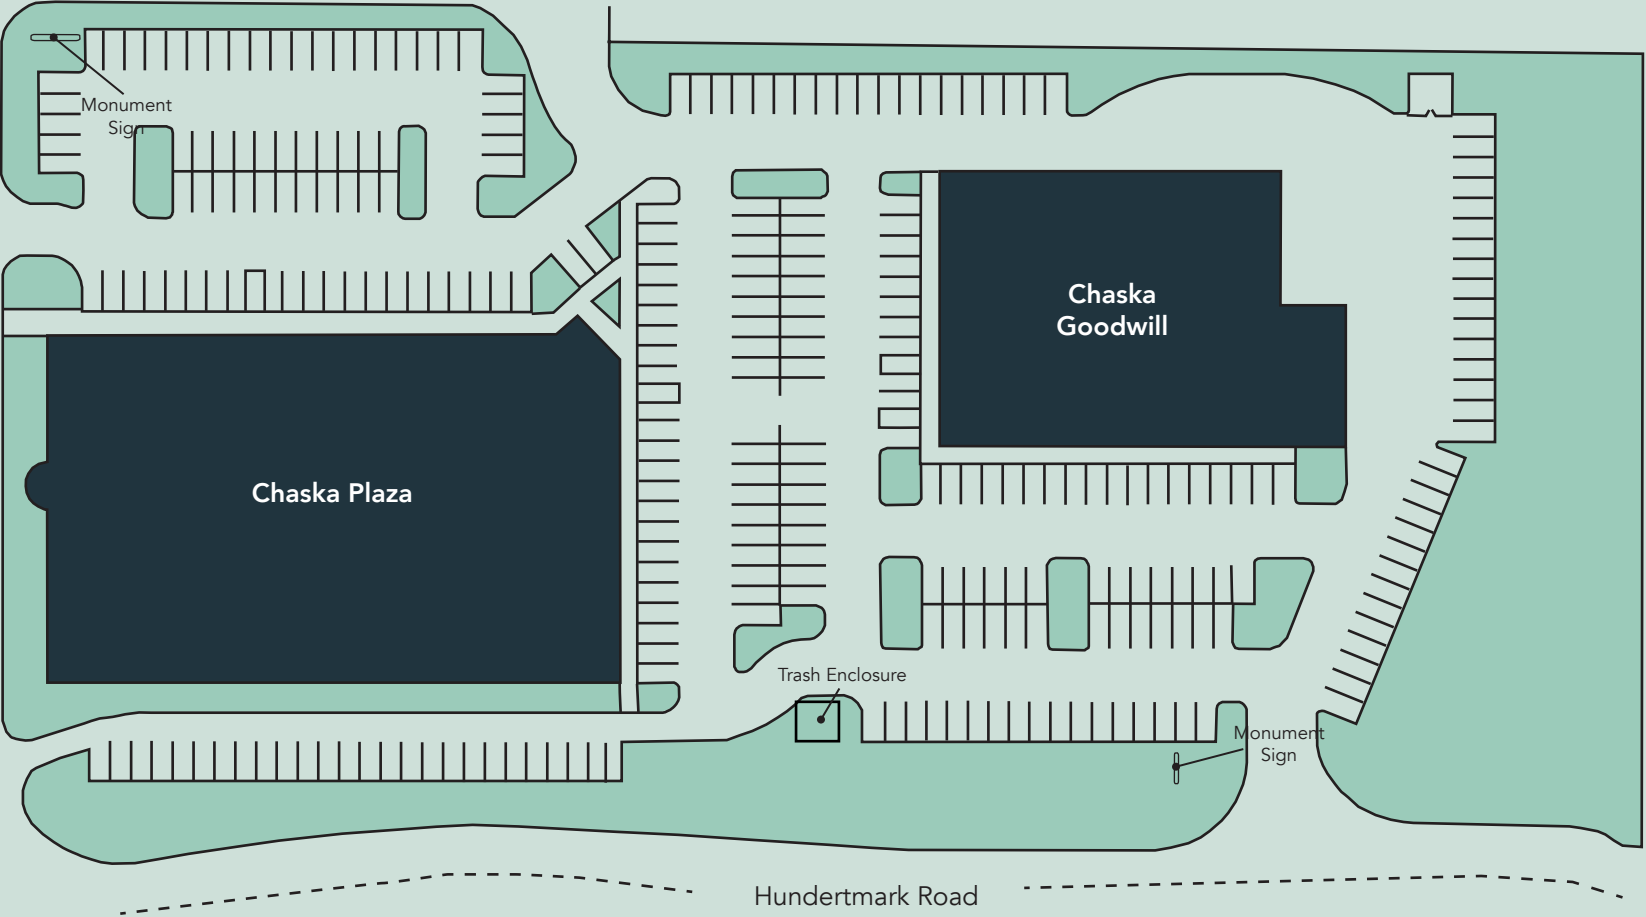 Monument
Sign
Chaska
Goodwill
Chaska Plaza
Trash Enclosure
Monument
Sign
Hundertmark Road